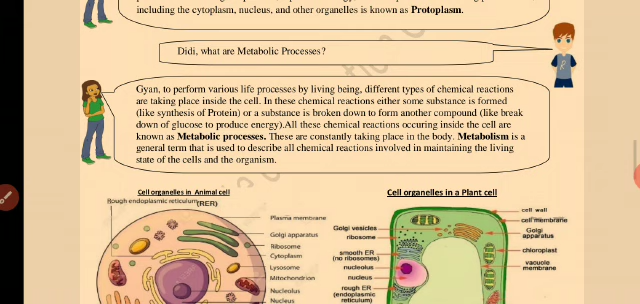 including the cytoplasm, nucleus, and other organelles is known as Protoplasm.
Didi, what are Metabolic Processes?
Gyan, to perform various life processes by living being, different types of chemical reactions
are taking place inside the cell. In these chemical reactions either some substance is formed
(like synthesis of Protein) or a substance is broken down to form another compound (like break
down of glucose to produce energy).All these chemical reactions occuring inside the cell are
known as Metabolic processes. These are constantly taking place in the body. Metabolism is a
general term that is used to describe all chemical reactions involved in maintaining the living
state of the cells and the organism.
Cell organelles in Animal cell
Rough endoplasmic reticulum(RER)
Plasma membrane
Golgi apparatus
Ribosome
Cytoplasm
Lysosome
Mitochondrion
Nucleolus
Nucleus
Cell organelles in a Plant cell
Golgi vesicles
ribosome
smooth ER
(no ribosomes)
nucleolus
nucleus
rough ER
(endoplasmic
reticulum)
cell wall
cell membrane
Golgi
apparatus
chloroplast
vacuole
membrane